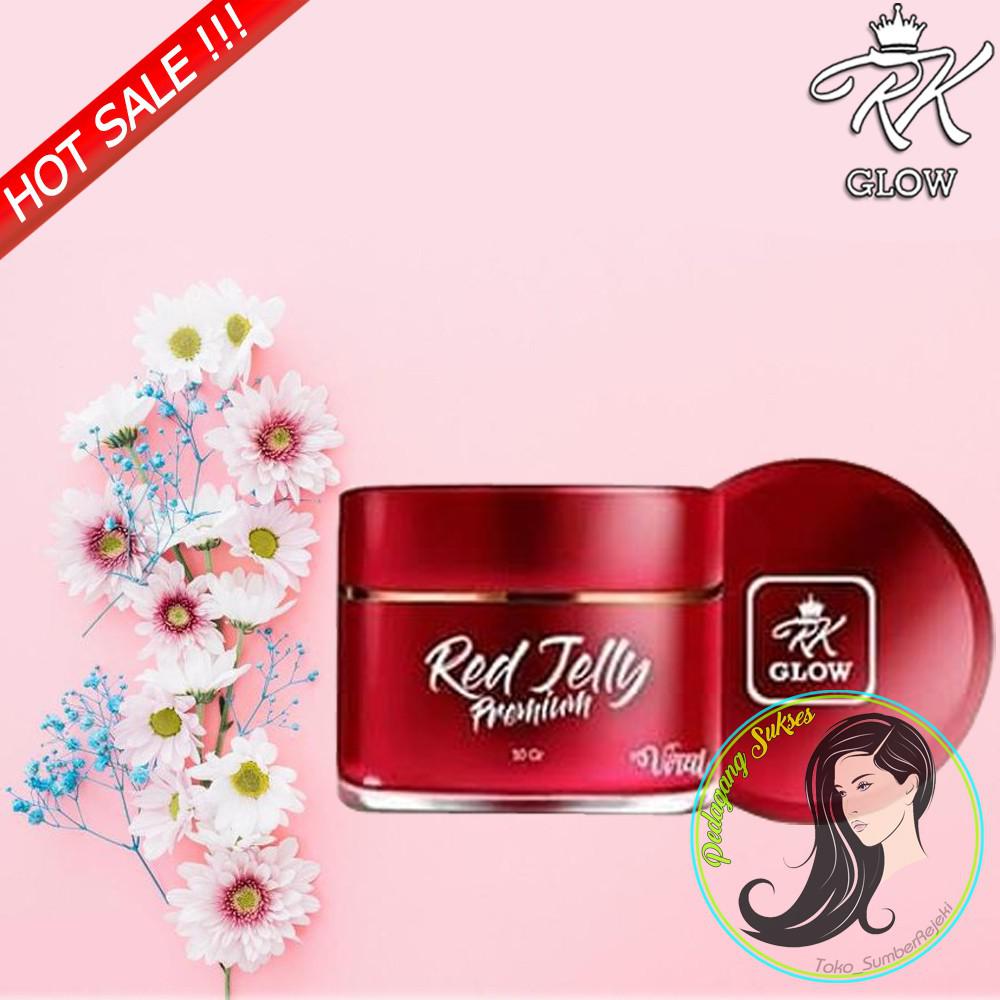 HOT SALE !!!
RK
GLOW
Red Jelly
Premium
RK
GLOW
Pedagang Sukses
Toko_SumberRejeki